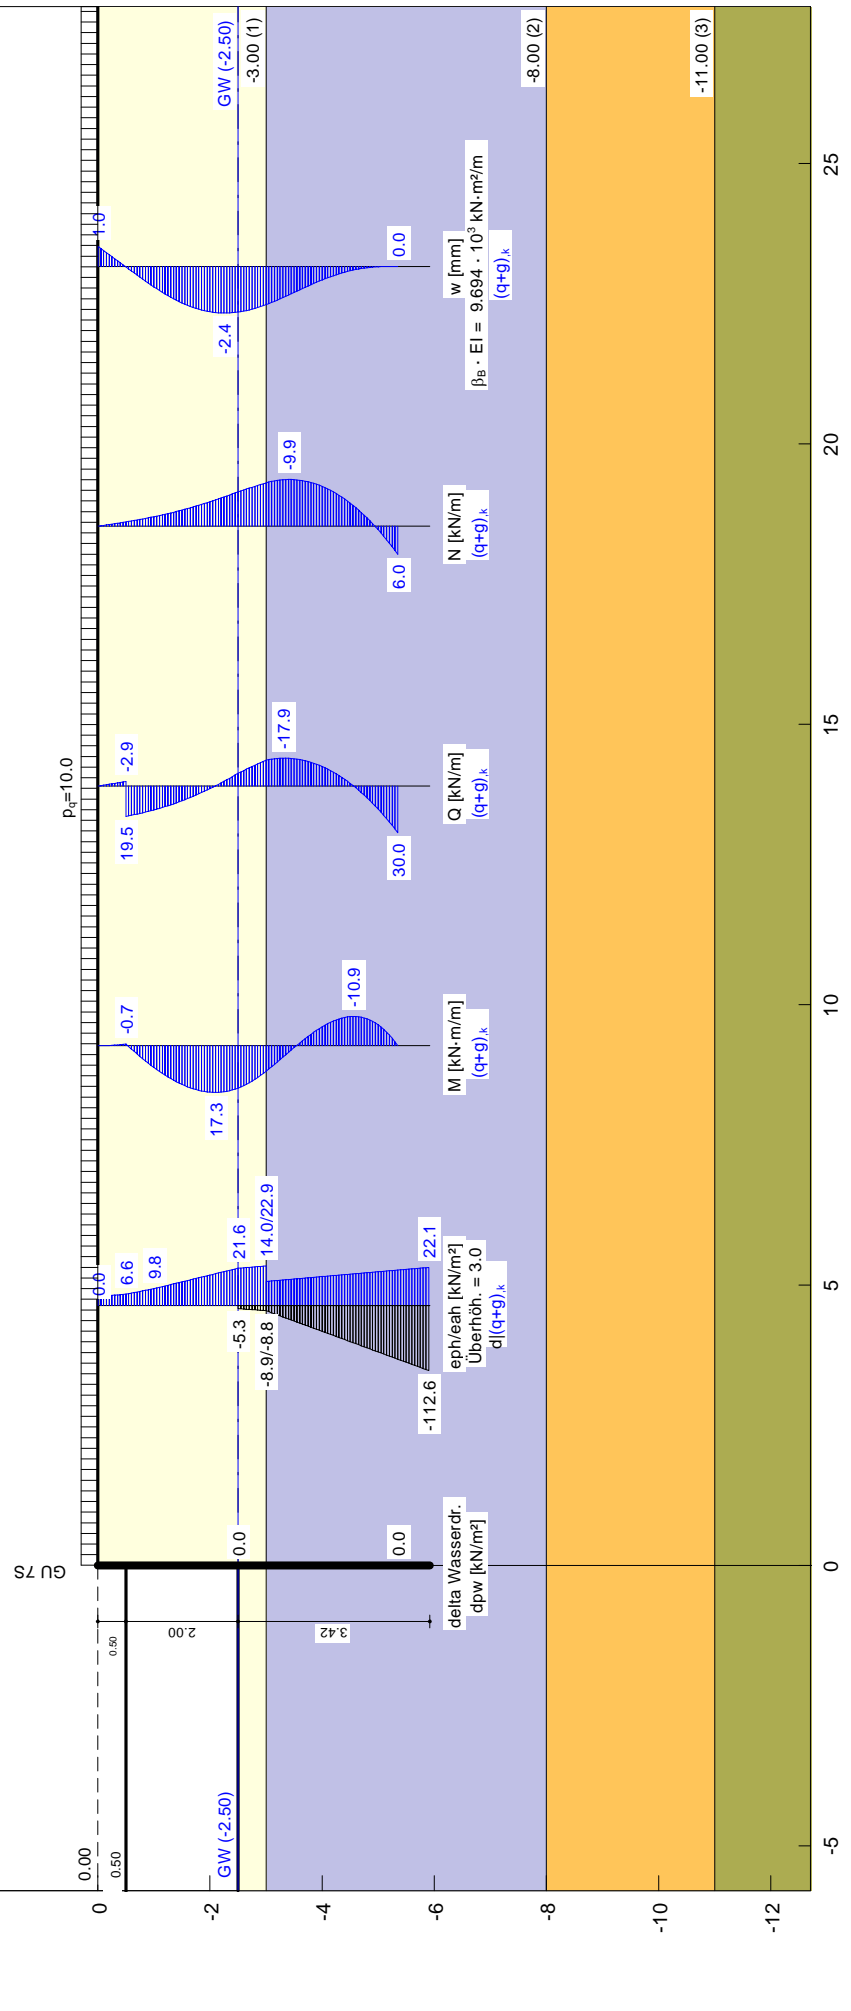 GU 7S
p_q=10.0
0.00
0.50
0.50
2.00
3.42
GW (-2.50)
GW (-2.50)
-3.00 (1)
-8.00 (2)
-11.00 (3)
0.0
0.0
delta Wasserdr.
dpw [kN/m²]
0.0
6.6
9.8
21.6
14.0/22.9
22.1
-5.3
-8.9/-8.8
-112.6
eph/eah [kN/m²]
Überhöh. = 3.0
d|(q+g),k
-0.7
17.3
-10.9
M [kN·m/m]
(q+g),k
-2.9
19.5
-17.9
30.0
Q [kN/m]
(q+g),k
-9.9
6.0
N [kN/m]
(q+g),k
1.0
-2.4
0.0
w [mm]
β_B · EI = 9.694 · 10³ kN·m²/m
(q+g),k
0
-2
-4
-6
-8
-10
-12
-5
0
5
10
15
20
25